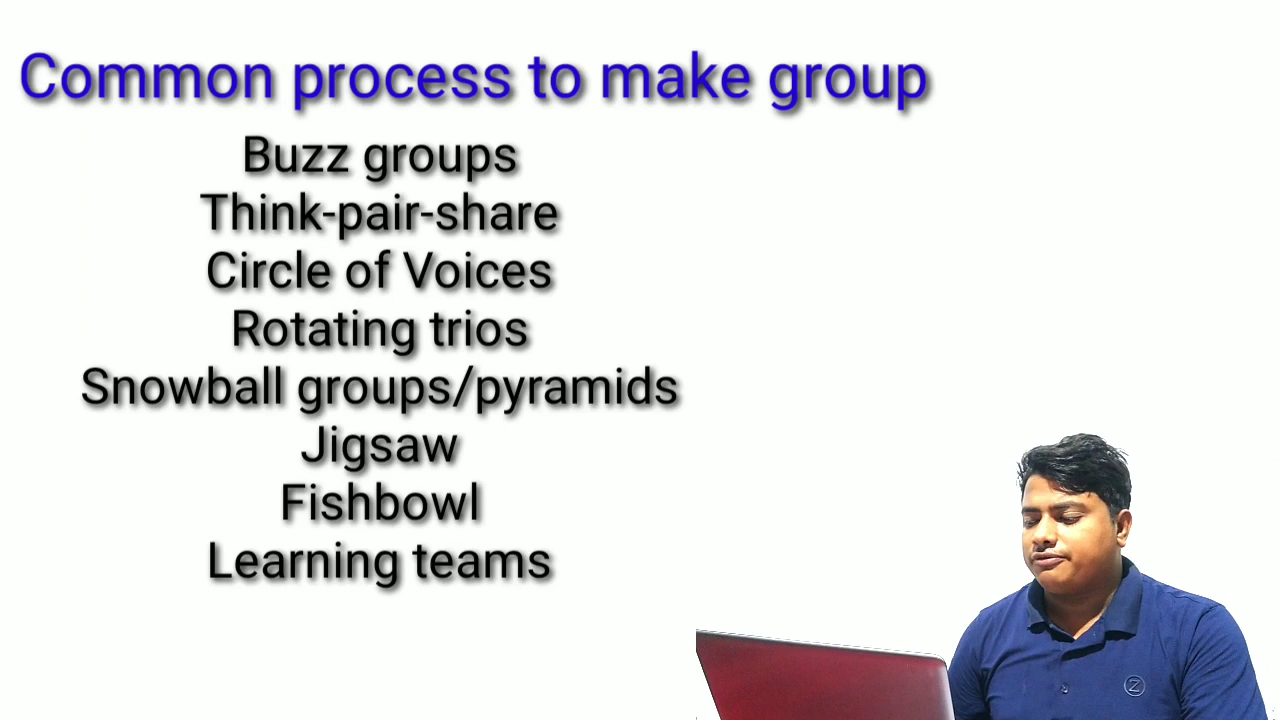 Common process to make group
Buzz groups
Think-pair-share
Circle of Voices
Rotating trios
Snowball groups/pyramids
Jigsaw
Fishbowl
Learning teams
Z